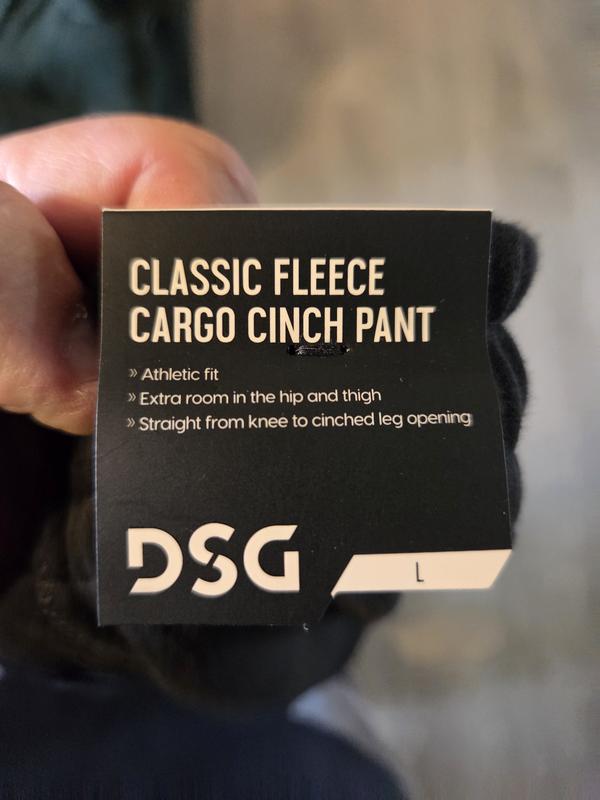 CLASSIC FLEECE
CARGO CINCH PANT
» Athletic fit
» Extra room in the hip and thigh
» Straight from knee to cinched leg opening
DSG
L